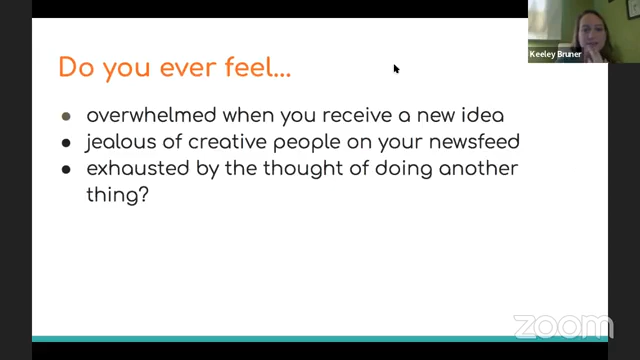 Keeley Bruner
Do you ever feel...
● overwhelmed when you receive a new idea
● jealous of creative people on your newsfeed
● exhausted by the thought of doing another
thing?
zoom